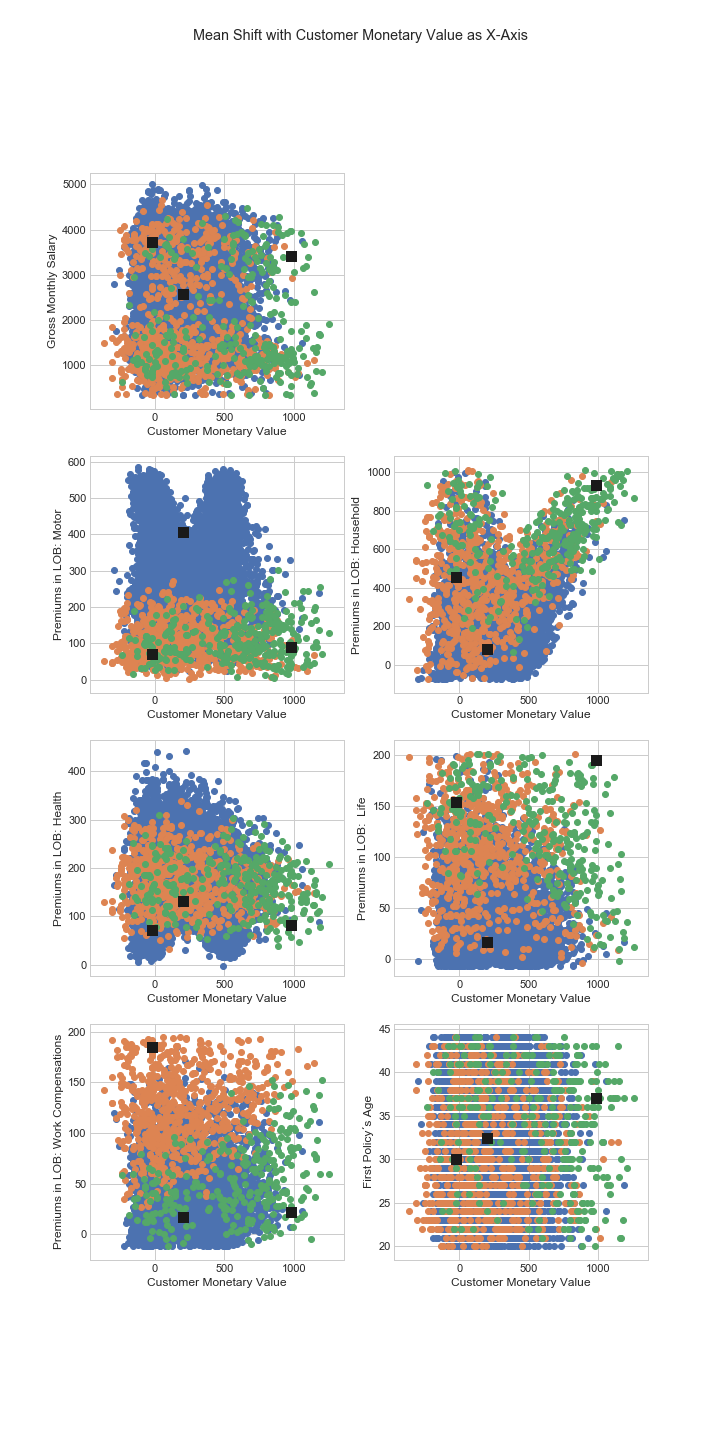 Mean Shift with Customer Monetary Value as X-Axis
5000
4000
3000
2000
1000
Gross Monthly Salary
0 500 1000
Customer Monetary Value
600
500
400
300
200
100
0
Premiums in LOB: Motor
0 500 1000
Customer Monetary Value
1000
800
600
400
200
0
Premiums in LOB: Household
0 500 1000
Customer Monetary Value
400
300
200
100
0
Premiums in LOB: Health
0 500 1000
Customer Monetary Value
200
150
100
50
0
Premiums in LOB:  Life
0 500 1000
Customer Monetary Value
200
150
100
50
0
Premiums in LOB: Work Compensations
0 500 1000
Customer Monetary Value
45
40
35
30
25
20
First Policy´s Age
0 500 1000
Customer Monetary Value